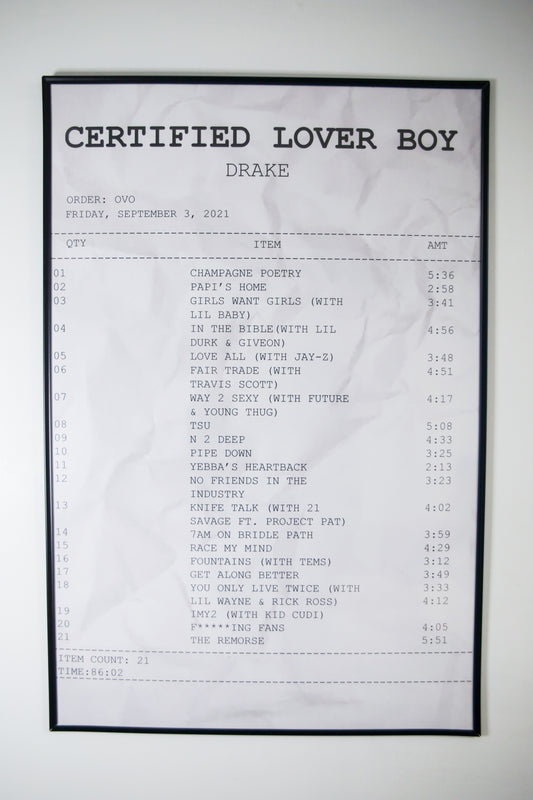 CERTIFIED LOVER BOY
DRAKE
ORDER: OVO
FRIDAY, SEPTEMBER 3, 2021
QTY ITEM AMT
01 CHAMPAGNE POETRY 5:36
02 PAPI'S HOME 2:58
03 GIRLS WANT GIRLS (WITH 3:41
LIL BABY)
04 IN THE BIBLE(WITH LIL 4:56
DURK & GIVEON)
05 LOVE ALL (WITH JAY-Z) 3:48
06 FAIR TRADE (WITH 4:51
TRAVIS SCOTT)
07 WAY 2 SEXY (WITH FUTURE 4:17
& YOUNG THUG)
08 TSU 5:08
09 N 2 DEEP 4:33
10 PIPE DOWN 3:25
11 YEBBA'S HEARTBACK 2:13
12 NO FRIENDS IN THE 3:23
INDUSTRY
13 KNIFE TALK (WITH 21 4:02
SAVAGE FT. PROJECT PAT)
14 7AM ON BRIDLE PATH 3:59
15 RACE MY MIND 4:29
16 FOUNTAINS (WITH TEMS) 3:12
17 GET ALONG BETTER 3:49
18 YOU ONLY LIVE TWICE (WITH 3:33
LIL WAYNE & RICK ROSS) 4:12
19 IMY2 (WITH KID CUDI)
20 F*****ING FANS 4:05
21 THE REMORSE 5:51
ITEM COUNT: 21
TIME:86:02